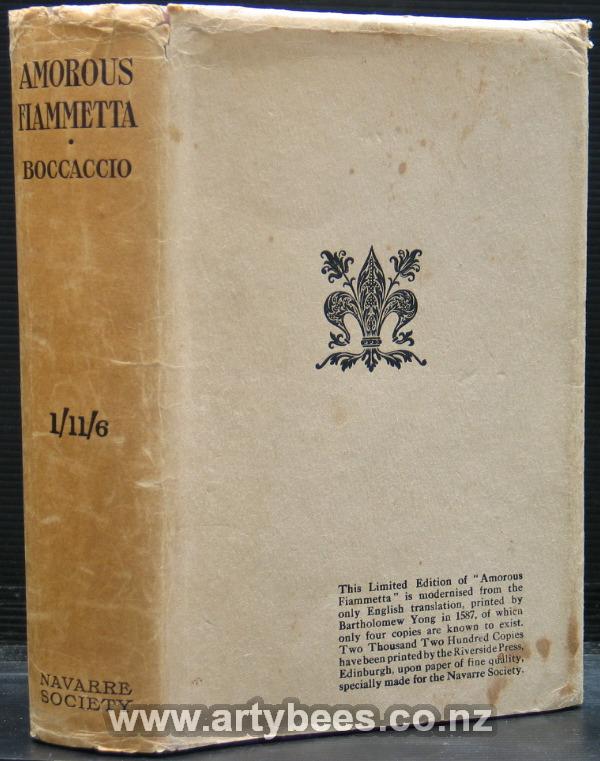 AMOROUS
FIAMMETTA
BOCCACCIO
1/11/6
NAVARRE
SOCIETY
This Limited Edition of "Amorous
Fiammetta" is modernised from the
only English translation, printed by
Bartholomew Yong in 1587, of which
only four copies are known to exist.
Two Thousand Two Hundred Copies
have been printed by the Riverside Press,
Edinburgh, upon paper of fine quality,
specially made for the Navarre Society.
www.artybees.co.nz